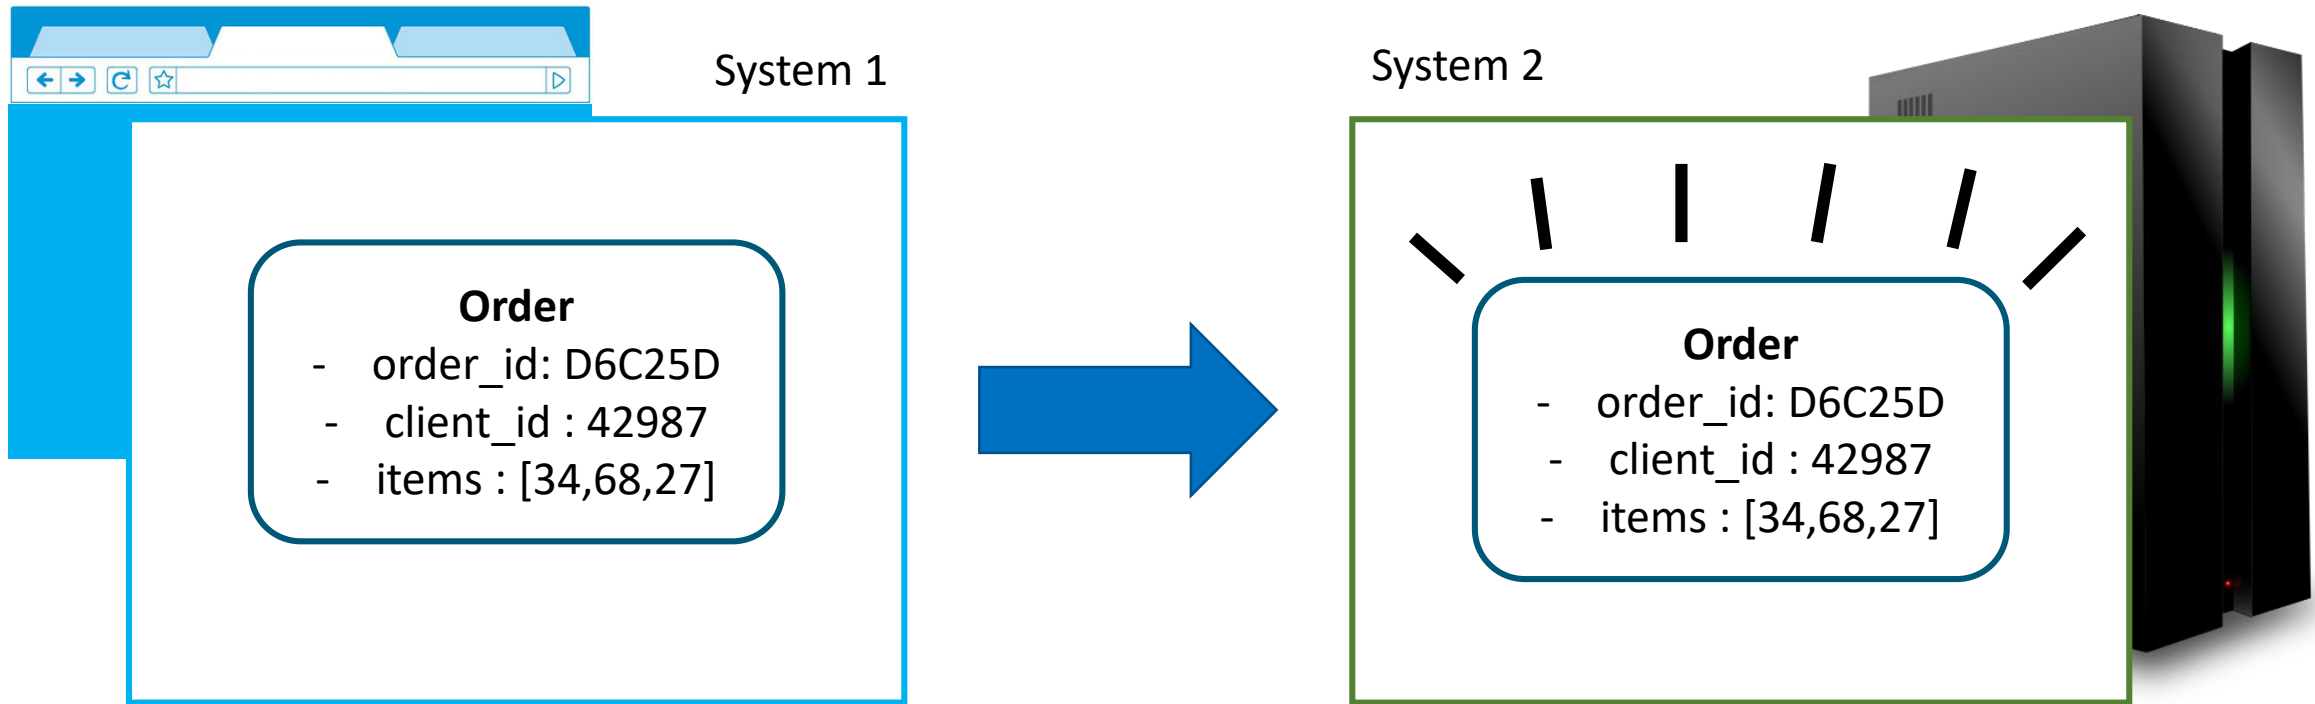 System 1
Order
- order_id: D6C25D
- client_id : 42987
- items : [34,68,27]
System 2
Order
- order_id: D6C25D
- client_id : 42987
- items : [34,68,27]